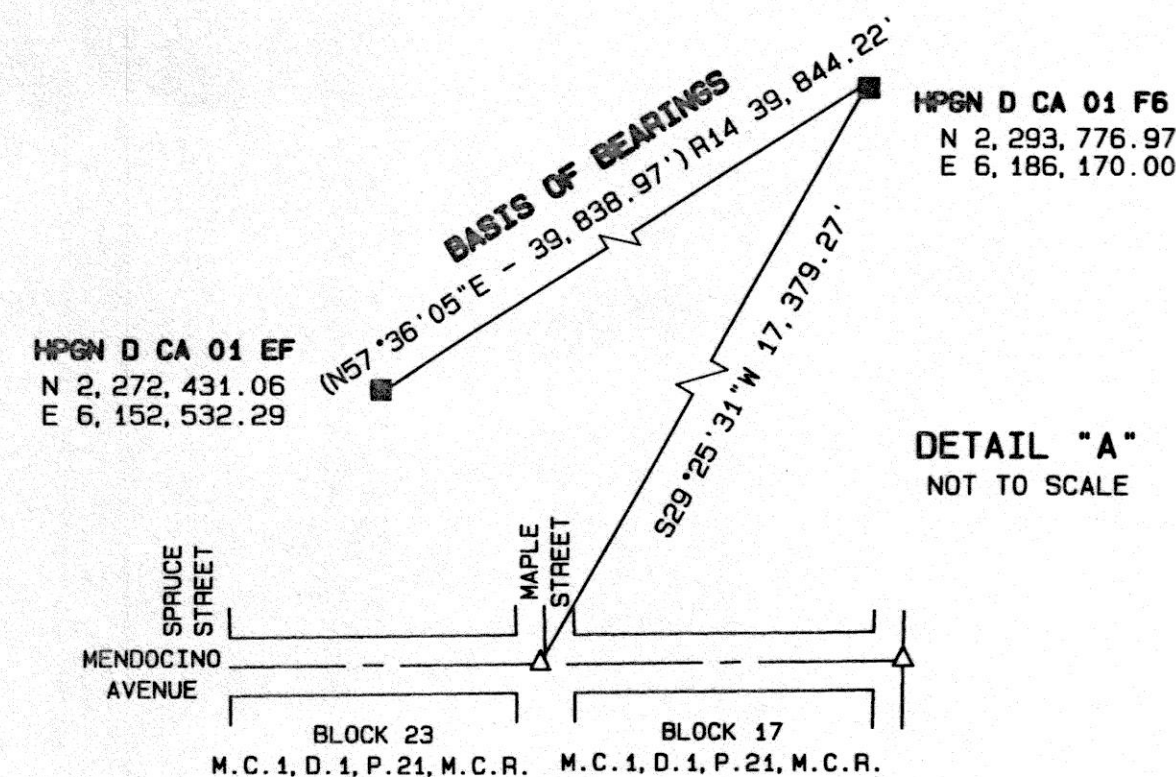 BASIS OF BEARINGS
(N57°36'05"E - 39,838.97') R14 39,844.22'
HPGN D CA 01 F6
N 2,293,776.97
E 6,186,170.00
HPGN D CA 01 EF
N 2,272,431.06
E 6,152,532.29
S29°25'31"W 17,379.27'
DETAIL "A"
NOT TO SCALE
SPRUCE
STREET
MAPLE
STREET
MENDOCINO
AVENUE
BLOCK 23
M.C.1, D.1, P.21, M.C.R.
BLOCK 17
M.C.1, D.1, P.21, M.C.R.